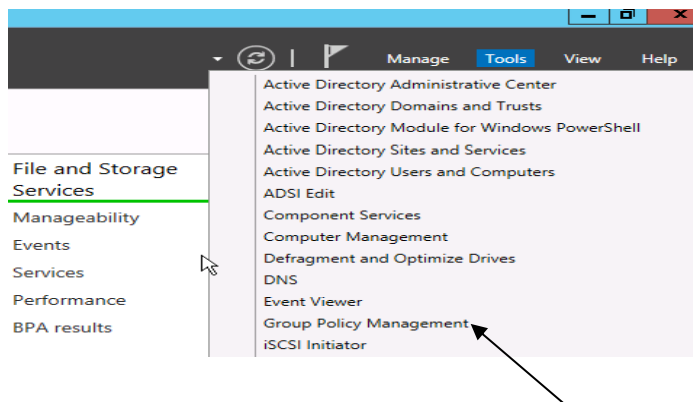 Manage Tools View Help
Active Directory Administrative Center
Active Directory Domains and Trusts
Active Directory Module for Windows PowerShell
Active Directory Sites and Services
Active Directory Users and Computers
ADSI Edit
Component Services
Computer Management
Defragment and Optimize Drives
DNS
Event Viewer
Group Policy Management
iSCSI Initiator
File and Storage
Services
Manageability
Events
Services
Performance
BPA results